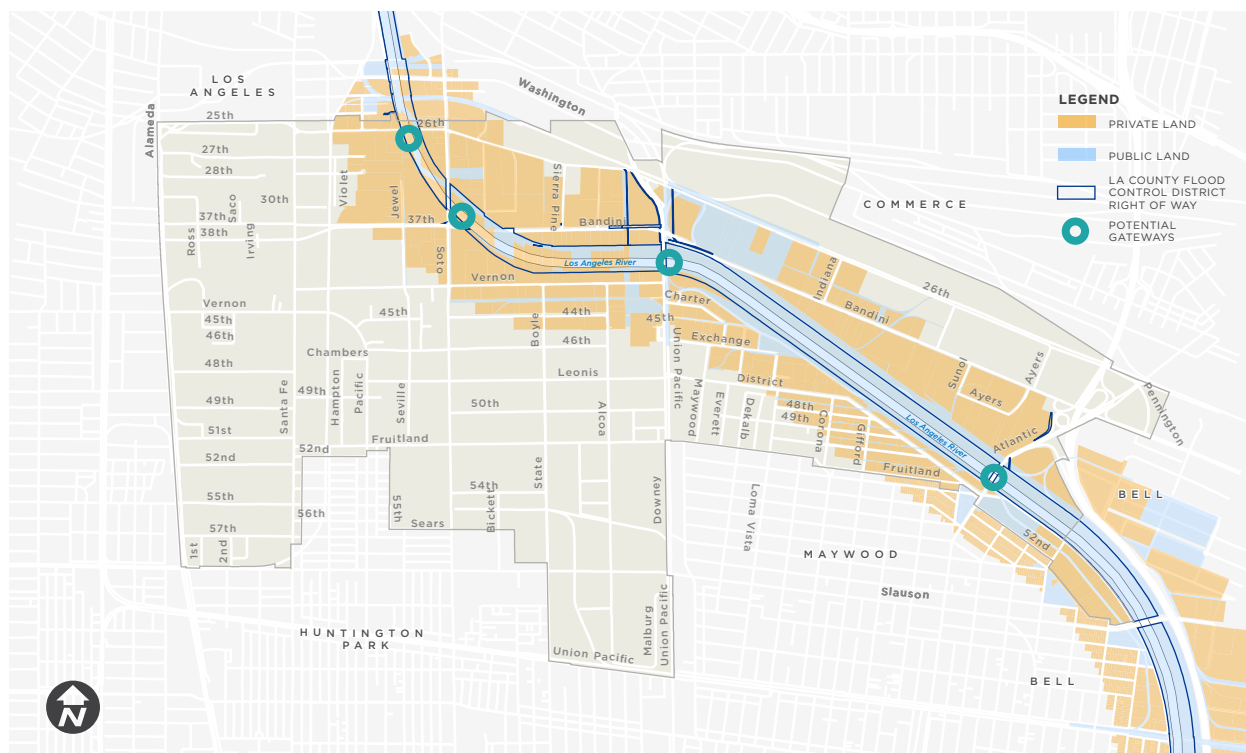 LOS
ANGELES
Washington
Alameda
25th
26th
27th
28th
Violet
Jewel
Sierra Pine
30th
Saco
37th
38th
Ross
Irving
37th
Bandini
Soto
Los Angeles River
Vernon
COMMERCE
LEGEND
PRIVATE LAND
PUBLIC LAND
LA COUNTY FLOOD
CONTROL DISTRICT
RIGHT OF WAY
POTENTIAL
GATEWAYS
Indiana
26th
Bandini
Charter
Vernon
45th
46th
45th
44th
45th
Boyle
46th
Exchange
Union Pacific
Chambers
48th
Leonis
District
Sunol
Ayers
Ayers
Pennington
Santa Fe
49th
Hampton
Pacific
Seville
49th
50th
Alcoa
Maywood
Everett
Dekalb
48th
49th
Corona
Gifford
Los Angeles River
Atlantic
51st
52nd
Fruitland
52nd
Fruitland
State
55th
54th
Bickett
Downey
Loma Vista
BELL
56th
55th
Sears
57th
1st
2nd
52nd
MAYWOOD
Slauson
HUNTINGTON
PARK
Malburg
Union Pacific
Union Pacific
BELL
N